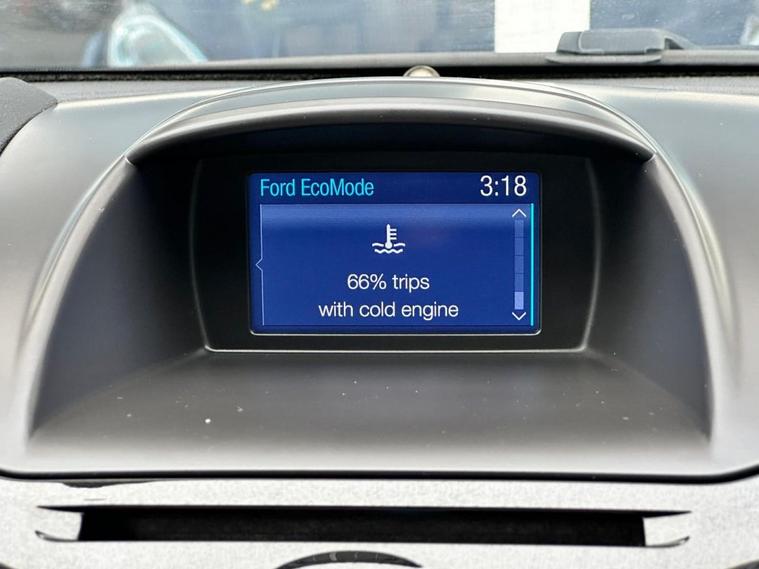 Ford EcoMode 3:18
66% trips
with cold engine